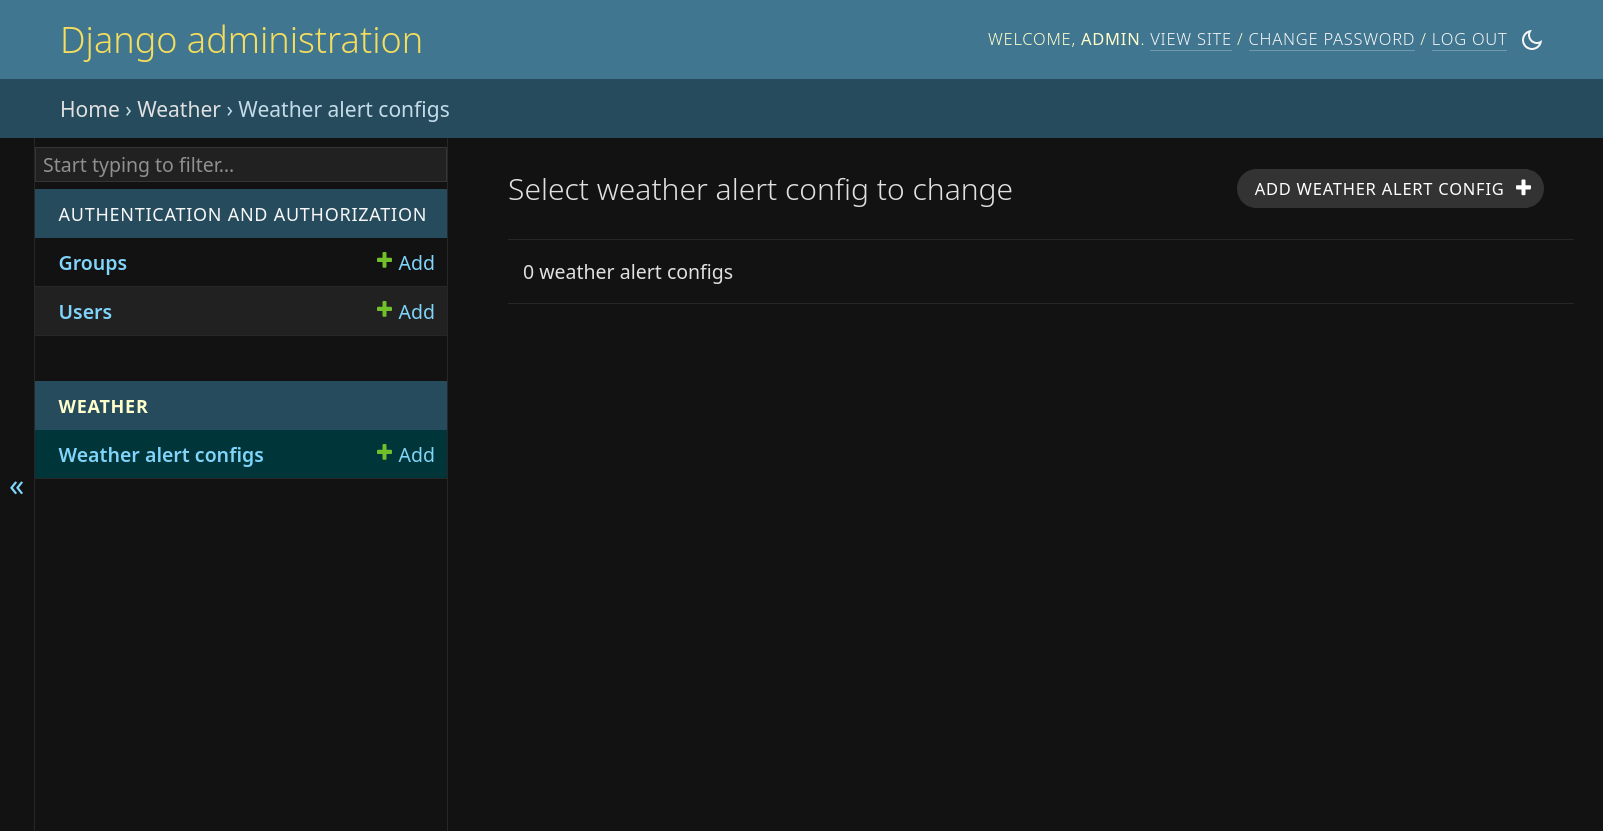 Django administration
WELCOME, ADMIN. VIEW SITE / CHANGE PASSWORD / LOG OUT
Home › Weather › Weather alert configs
Start typing to filter...
AUTHENTICATION AND AUTHORIZATION
Groups Add
Users Add
WEATHER
Weather alert configs Add
«
Select weather alert config to change
ADD WEATHER ALERT CONFIG
0 weather alert configs